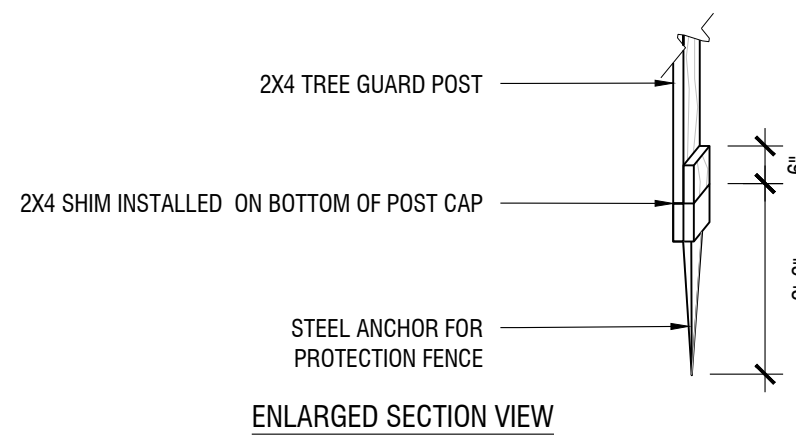 2X4 TREE GUARD POST
6"
2X4 SHIM INSTALLED ON BOTTOM OF POST CAP
STEEL ANCHOR FOR
PROTECTION FENCE
ENLARGED SECTION VIEW